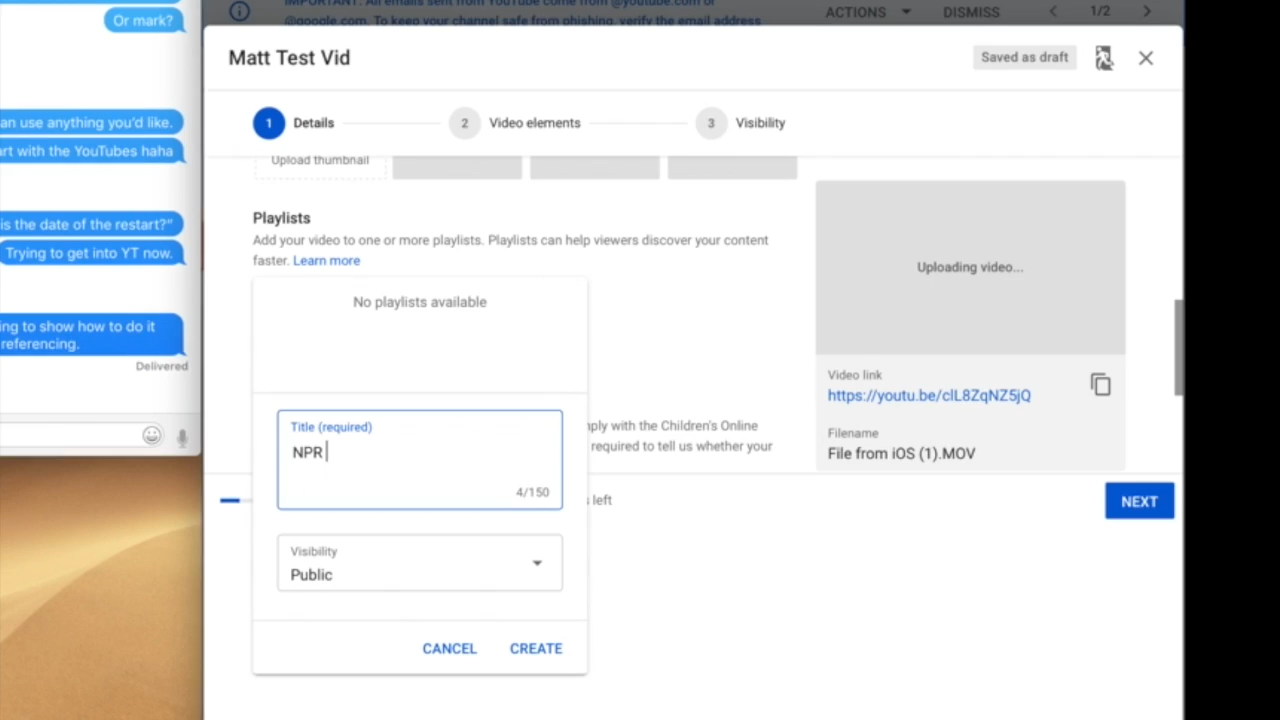 Or mark?
an use anything you'd like.
rt with the YouTubes haha
is the date of the restart?"
Trying to get into YT now.
ing to show how to do it
referencing.
Delivered
IMPORTANT: All emails sent from YouTube come from @youtube.com or
@google.com. To keep your channel safe from phishing, verify the email address
ACTIONS
DISMISS
1/2
Matt Test Vid
Saved as draft
1 Details
2 Video elements
3 Visibility
Upload thumbnail
Playlists
Add your video to one or more playlists. Playlists can help viewers discover your content
faster. Learn more
No playlists available
Title (required)
NPR
4/150
Visibility
Public
CANCEL
CREATE
ply with the Children's Online
required to tell us whether your
left
Uploading video...
Video link
https://youtu.be/clL8ZqNZ5jQ
Filename
File from iOS (1).MOV
NEXT